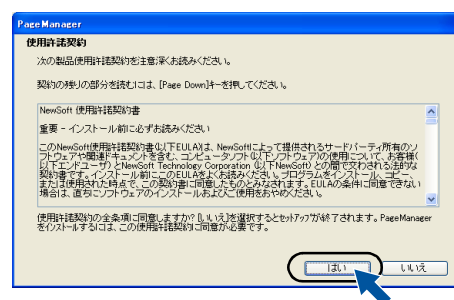 PageManager
使用許諾契約
次の製品使用許諾契約を注意深くお読みください。
契約の残りの部分を読むには、[Page Down]キーを押してください。
NewSoft 使用許諾契約書
重要 - インストール前に必ずお読みください
このNewSoft使用許諾契約書(以下EULA)は、NewSoftによって提供されるサードパーティ所有のソ
フトウェアや関連ドキュメントを含む、コンピュータソフト(以下ソフトウェア)の使用について、お客様(
以下エンドユーザ)とNewSoft Technology Corporation (以下NewSoft)の間で交わされる法的な
契約書です。インストール前にこのEULAをよくお読みください。プログラムをインストール、コピー、
または使用された時点で、この契約書に同意したものとみなされます。EULAの条件に同意できない
場合は、直ちにソフトウェアのインストールおよびご使用をおやめください。
使用許諾契約の全条項に同意しますか? [いいえ]を選択するとセットアップが終了されます。PageManager
をインストールするには、この使用許諾契約に同意が必要です。
はい
いいえ